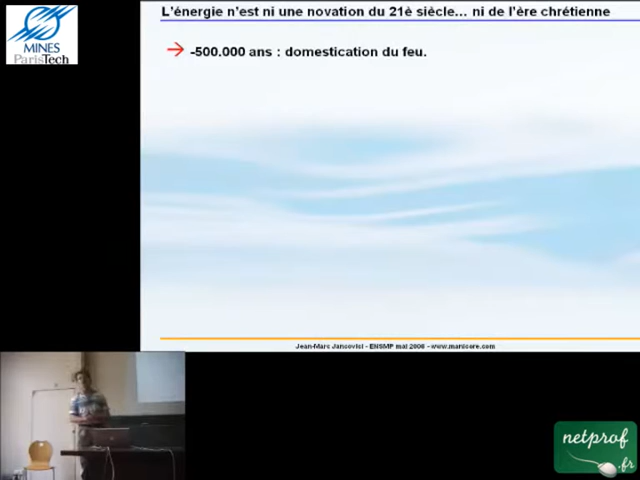 L'énergie n'est ni une novation du 21è siècle... ni de l'ère chrétienne
-500.000 ans : domestication du feu.
MINES
ParisTech
Jean-Marc Jancovici - ENSMP mai 2008 - www.manicore.com
netprof
.fr